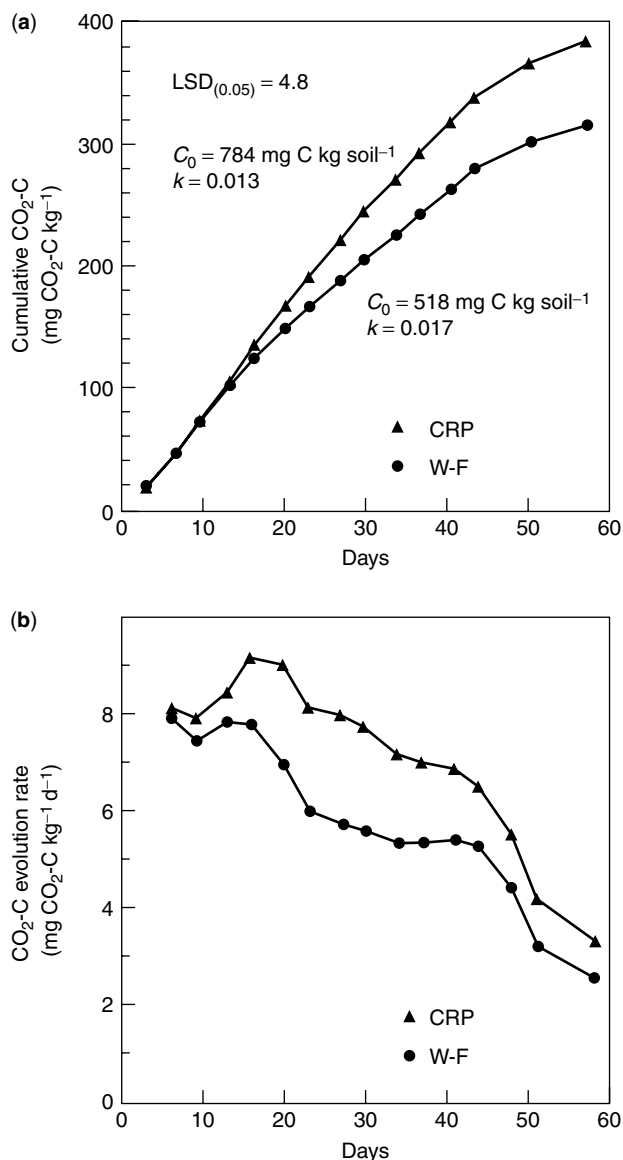 (a)
400
300
200
100
0
Cumulative CO₂-C
(mg CO₂-C kg⁻¹)
LSD(0.05) = 4.8
C₀ = 784 mg C kg soil⁻¹
k = 0.013
C₀ = 518 mg C kg soil⁻¹
k = 0.017
CRP
W-F
0 10 20 30 40 50 60
Days
(b)
8
6
4
2
0
CO₂-C evolution rate
(mg CO₂-C kg⁻¹ d⁻¹)
CRP
W-F
0 10 20 30 40 50 60
Days